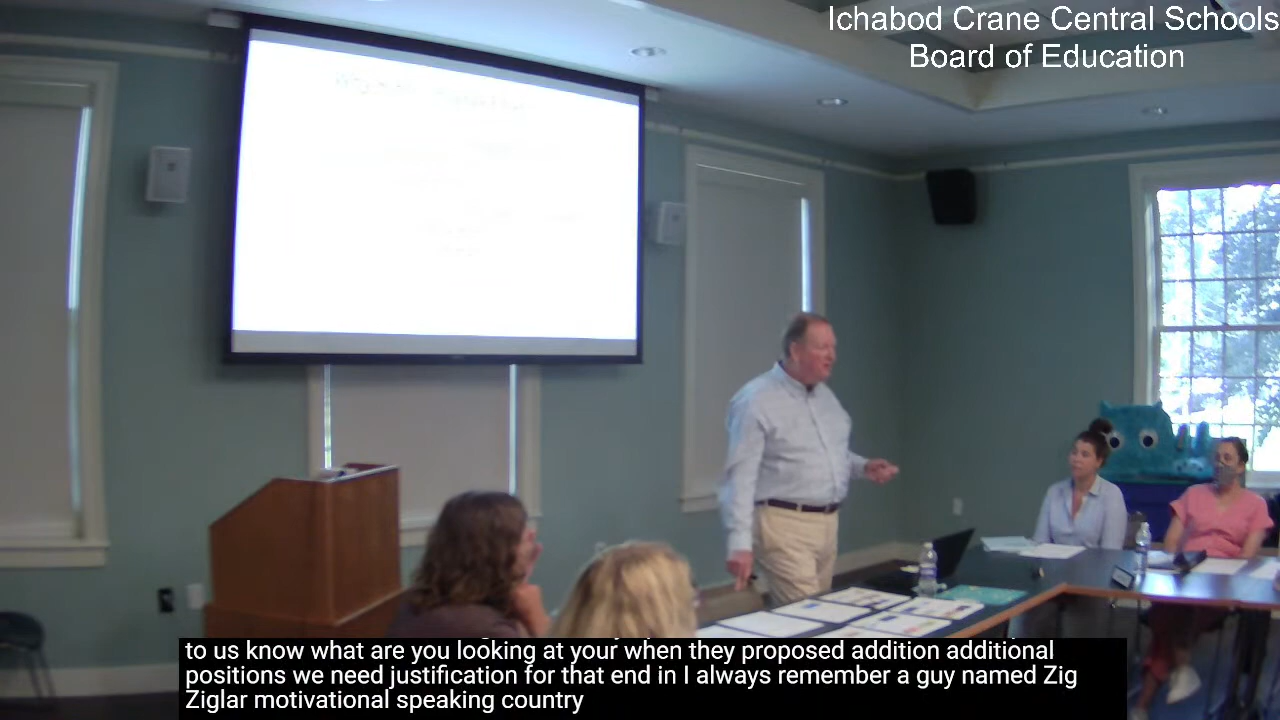 Ichabod Crane Central Schools
Board of Education
to us know what are you looking at your when they proposed addition additional
positions we need justification for that end in I always remember a guy named Zig
Ziglar motivational speaking country